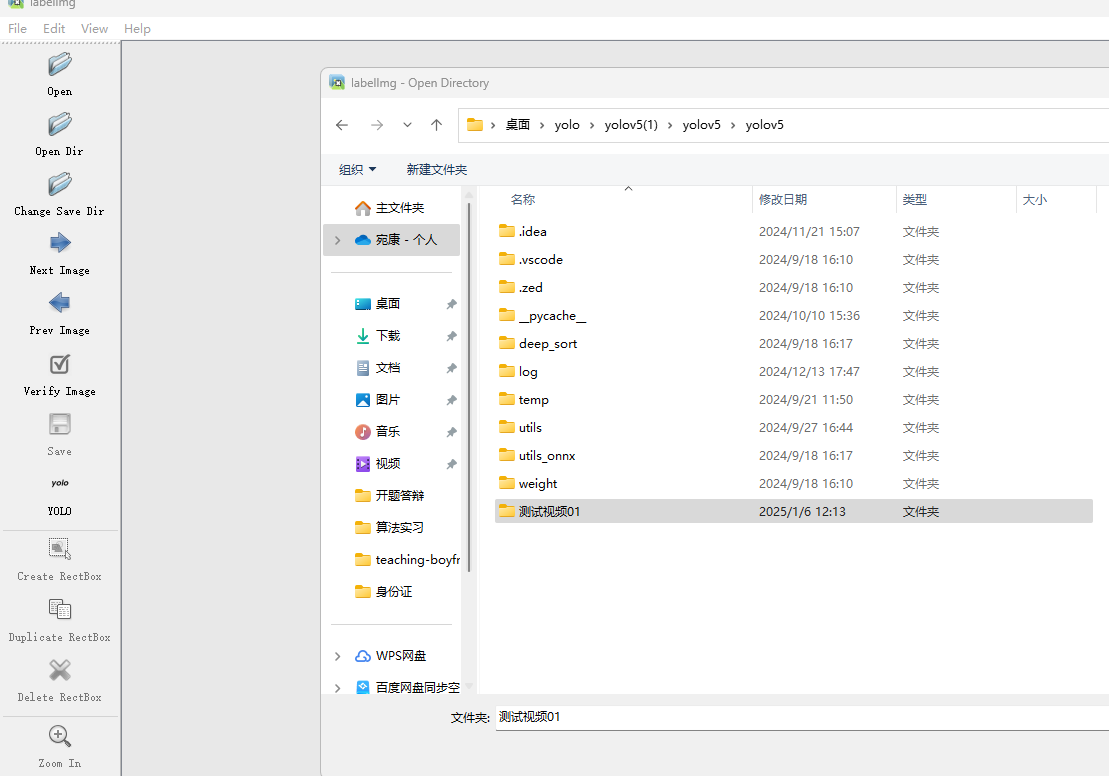 labelImg
File Edit View Help
Open
Open Dir
Change Save Dir
Next Image
Prev Image
Verify Image
Save
yolo
YOLO
Create RectBox
Duplicate RectBox
Delete RectBox
Zoom In
labelImg - Open Directory
桌面 › yolo › yolov5(1) › yolov5 › yolov5
组织 新建文件夹
主文件夹
宛康 - 个人
桌面
下载
文档
图片
音乐
视频
开题答辩
算法实习
teaching-boyfr
身份证
WPS网盘
百度网盘同步空
名称 修改日期 类型 大小
.idea 2024/11/21 15:07 文件夹
.vscode 2024/9/18 16:10 文件夹
.zed 2024/9/18 16:10 文件夹
__pycache__ 2024/10/10 15:36 文件夹
deep_sort 2024/9/18 16:17 文件夹
log 2024/12/13 17:47 文件夹
temp 2024/9/21 11:50 文件夹
utils 2024/9/27 16:44 文件夹
utils_onnx 2024/9/18 16:17 文件夹
weight 2024/9/18 16:10 文件夹
测试视频01 2025/1/6 12:13 文件夹
文件夹: 测试视频01